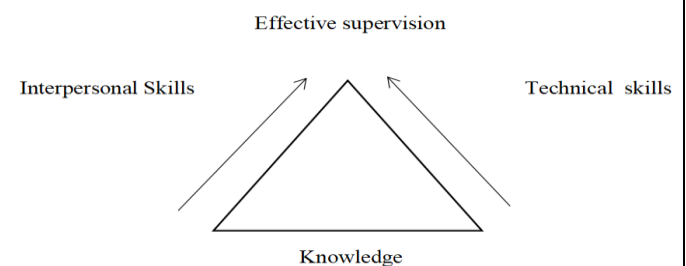 Effective supervision
Interpersonal Skills
Technical skills
Knowledge